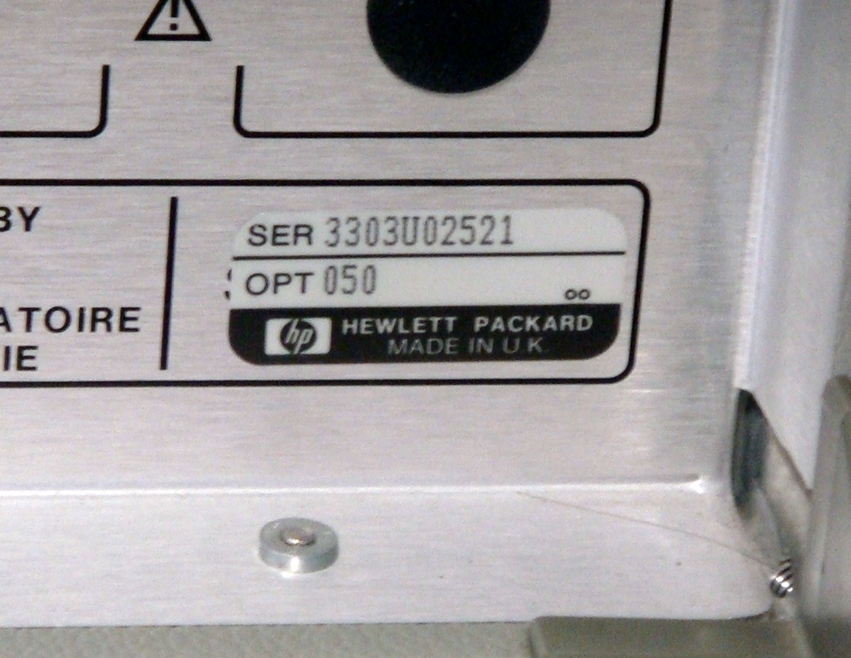 BY
ATOIRE
IE
SER 3303U02521
OPT 050
hp HEWLETT PACKARD
MADE IN U.K.